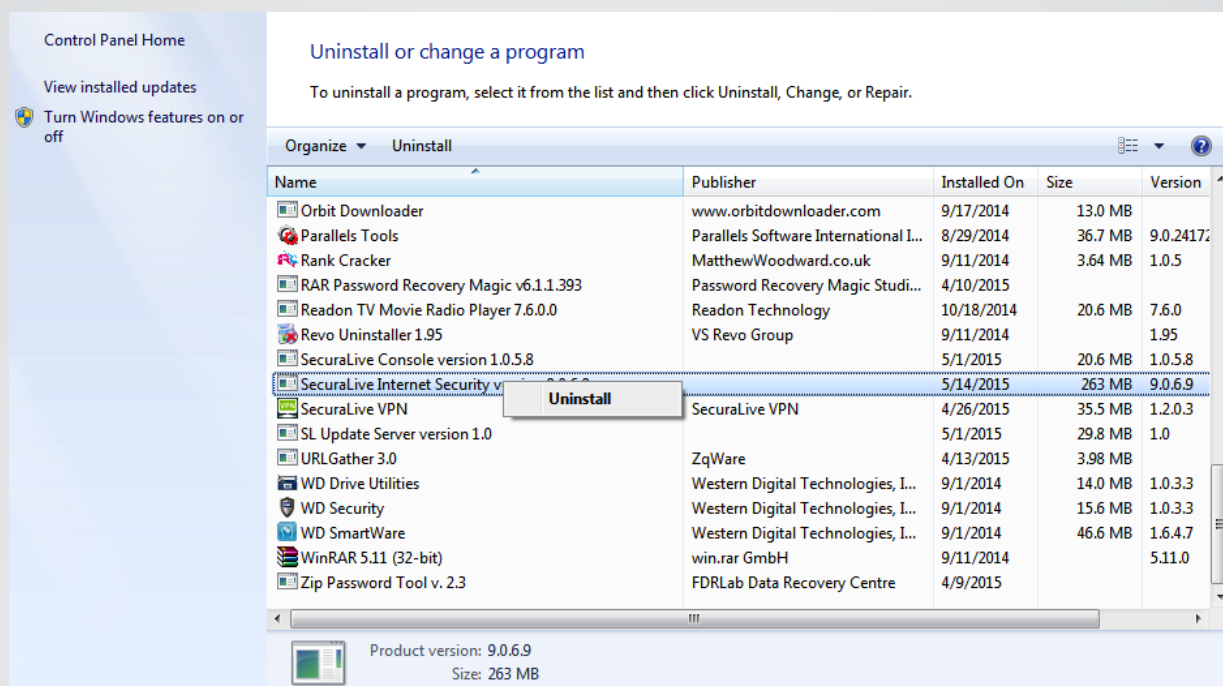 Control Panel Home
View installed updates
Turn Windows features on or
off
Uninstall or change a program
To uninstall a program, select it from the list and then click Uninstall, Change, or Repair.
Organize Uninstall
Name Publisher Installed On Size Version
Orbit Downloader www.orbitdownloader.com 9/17/2014 13.0 MB
Parallels Tools Parallels Software International I... 8/29/2014 36.7 MB 9.0.24172
Rank Cracker MatthewWoodward.co.uk 9/11/2014 3.64 MB 1.0.5
RAR Password Recovery Magic v6.1.1.393 Password Recovery Magic Studi... 4/10/2015
Readon TV Movie Radio Player 7.6.0.0 Readon Technology 10/18/2014 20.6 MB 7.6.0
Revo Uninstaller 1.95 VS Revo Group 9/11/2014 1.95
SecuraLive Console version 1.0.5.8 5/1/2015 20.6 MB 1.0.5.8
SecuraLive Internet Security 5/14/2015 263 MB 9.0.6.9
Uninstall
SecuraLive VPN SecuraLive VPN 4/26/2015 35.5 MB 1.2.0.3
SL Update Server version 1.0 5/1/2015 29.8 MB 1.0
URLGather 3.0 ZqWare 4/13/2015 3.98 MB
WD Drive Utilities Western Digital Technologies, I... 9/1/2014 14.0 MB 1.0.3.3
WD Security Western Digital Technologies, I... 9/1/2014 15.6 MB 1.0.3.3
WD SmartWare Western Digital Technologies, I... 9/1/2014 46.6 MB 1.6.4.7
WinRAR 5.11 (32-bit) win.rar GmbH 9/11/2014 5.11.0
Zip Password Tool v. 2.3 FDRLab Data Recovery Centre 4/9/2015
Product version: 9.0.6.9
Size: 263 MB